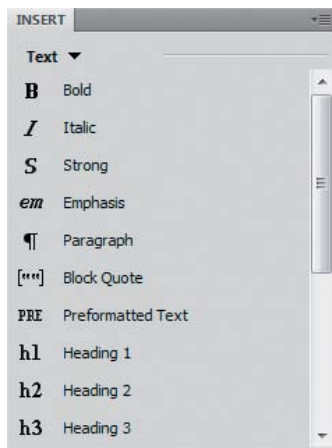 INSERT
Text
B Bold
I Italic
S Strong
em Emphasis
¶ Paragraph
[""] Block Quote
PRE Preformatted Text
h1 Heading 1
h2 Heading 2
h3 Heading 3